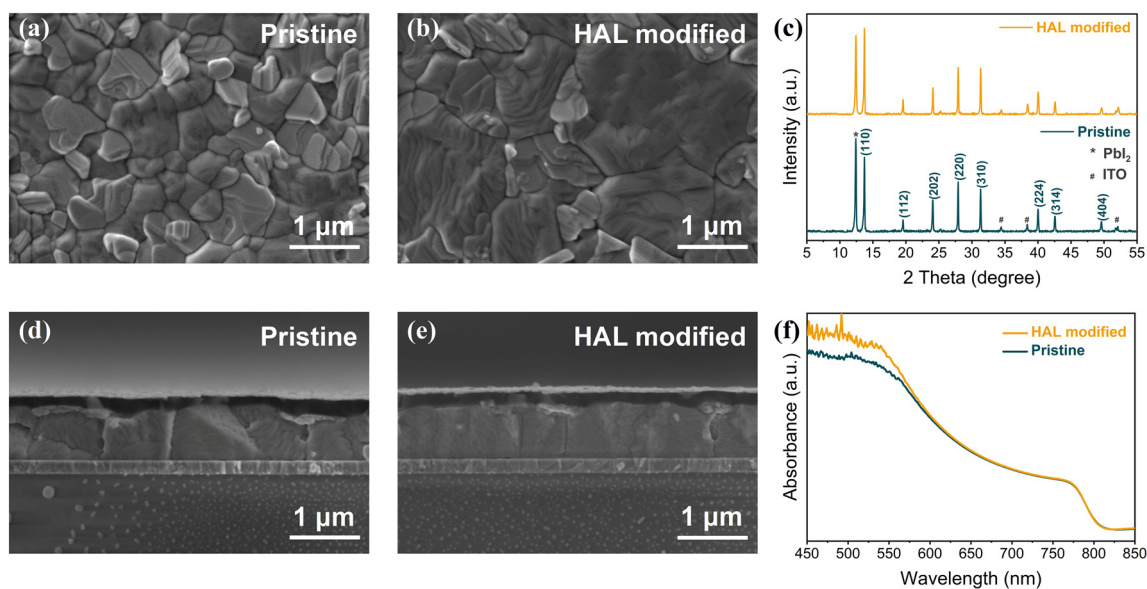 (a)
Pristine
1 µm
(b)
HAL modified
1 µm
(c)
HAL modified
Pristine
* PbI₂
# ITO
*
(110)
(112)
(202)
(220)
(310)
#
#
(224)
(314)
(404)
#
Intensity (a.u.)
5 10 15 20 25 30 35 40 45 50 55
2 Theta (degree)
(d)
Pristine
1 µm
(e)
HAL modified
1 µm
(f)
HAL modified
Pristine
Absorbance (a.u.)
450 500 550 600 650 700 750 800 850
Wavelength (nm)